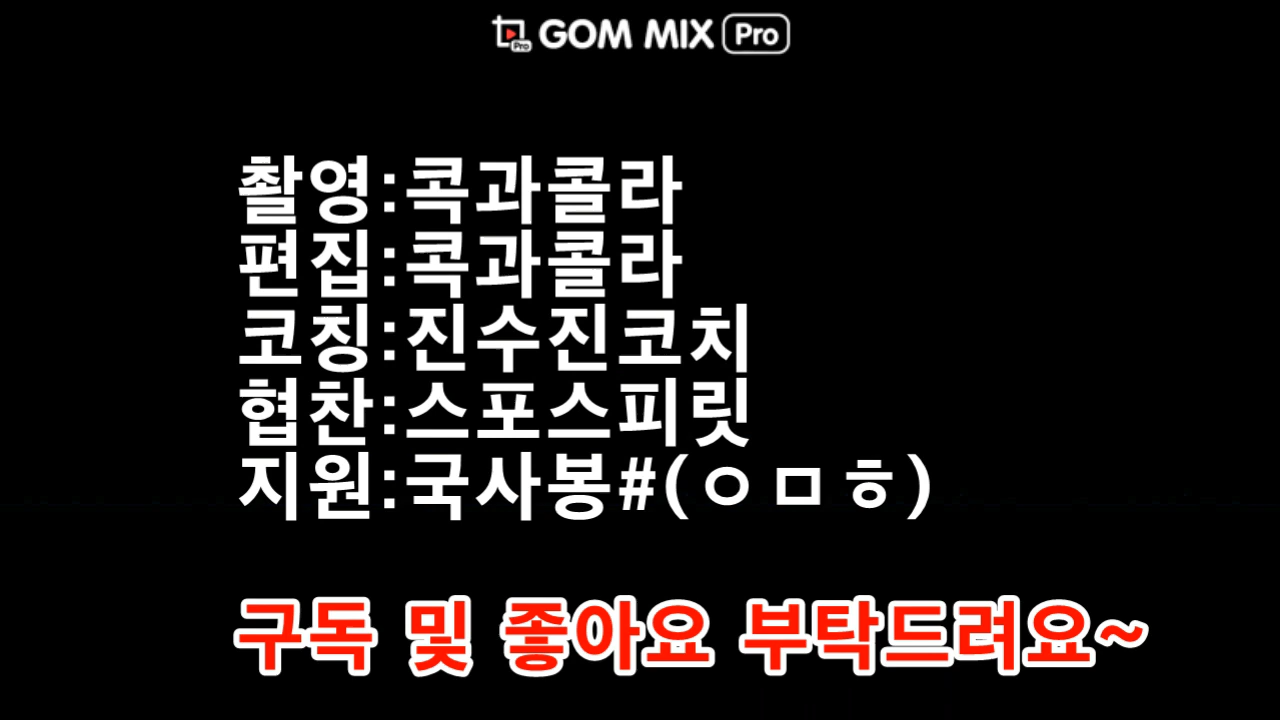 GOM MIX Pro
촬영:콕과콜라
편집:콕과콜라
코칭:진수진코치
협찬:스포스피릿
지원:국사봉#(ㅇㅁㅎ)
구독 및 좋아요 부탁드려요~